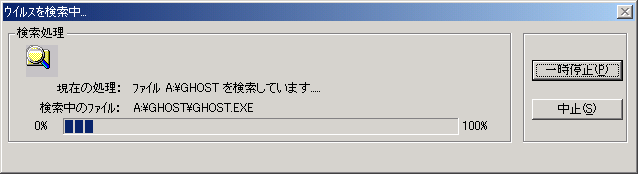 ウイルスを検索中...
検索処理
現在の処理: ファイル A:¥GHOST を検索しています.....
検索中のファイル: A:¥GHOST¥GHOST.EXE
0% 100%
一時停止(P)
中止(S)